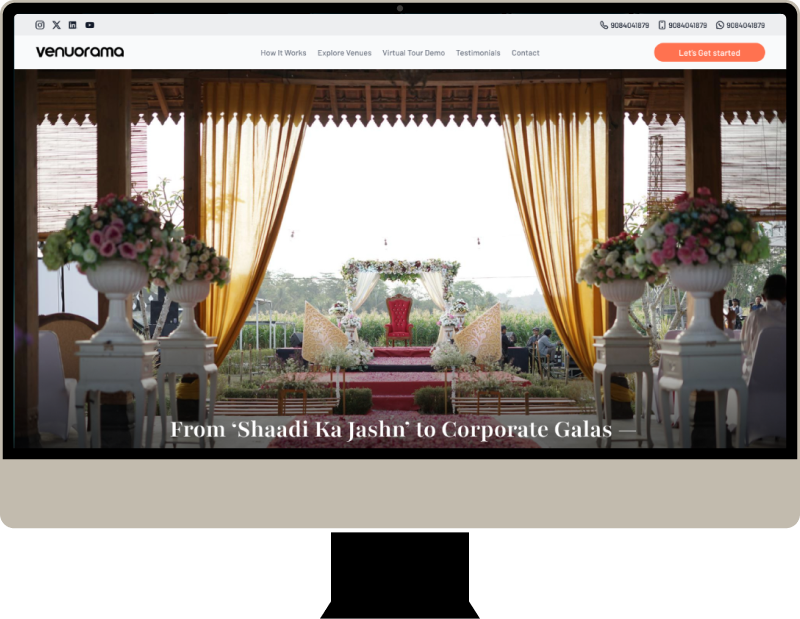 9084041879 9084041879 9084041879
venuorama How It Works Explore Venues Virtual Tour Demo Testimonials Contact Let's Get started
From ‘Shaadi Ka Jashn’ to Corporate Galas —